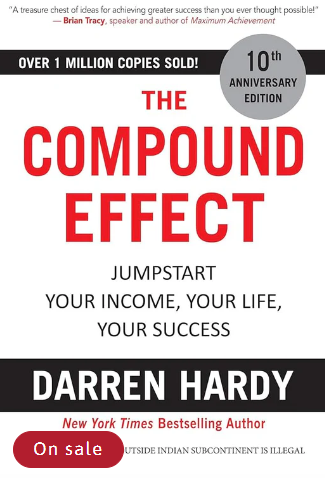 "A treasure chest of ideas for achieving greater success than you ever thought possible!"
— Brian Tracy, speaker and author of Maximum Achievement
OVER 1 MILLION COPIES SOLD!
10th
ANNIVERSARY
EDITION
THE
COMPOUND
EFFECT
JUMPSTART
YOUR INCOME, YOUR LIFE,
YOUR SUCCESS
DARREN HARDY
New York Times Bestselling Author
On sale
OUTSIDE INDIAN SUBCONTINENT IS ILLEGAL